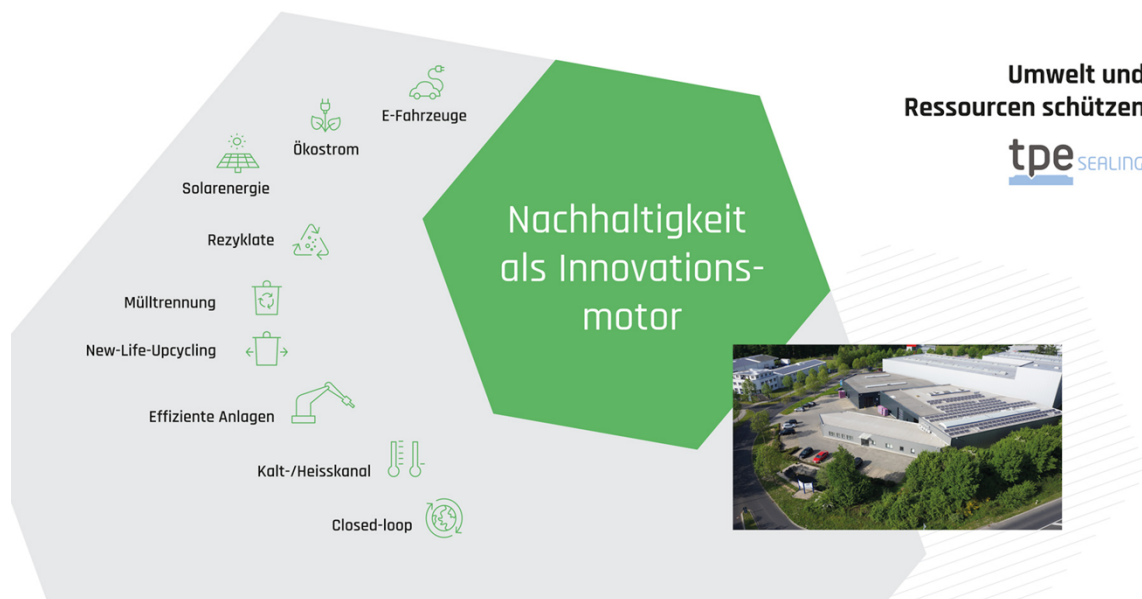 Umwelt und
Ressourcen schützen
tpe SEALING
E-Fahrzeuge
Ökostrom
Solarenergie
Rezyklate
Mülltrennung
New-Life-Upcycling
Effiziente Anlagen
Kalt-/Heisskanal
Closed-loop
Nachhaltigkeit
als Innovations-
motor